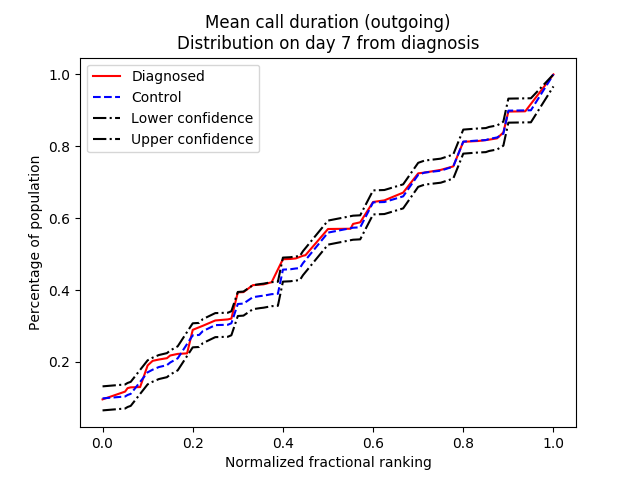 Mean call duration (outgoing)
Distribution on day 7 from diagnosis
Diagnosed
Control
Lower confidence
Upper confidence
Percentage of population
1.0
0.8
0.6
0.4
0.2
0.0 0.2 0.4 0.6 0.8 1.0
Normalized fractional ranking